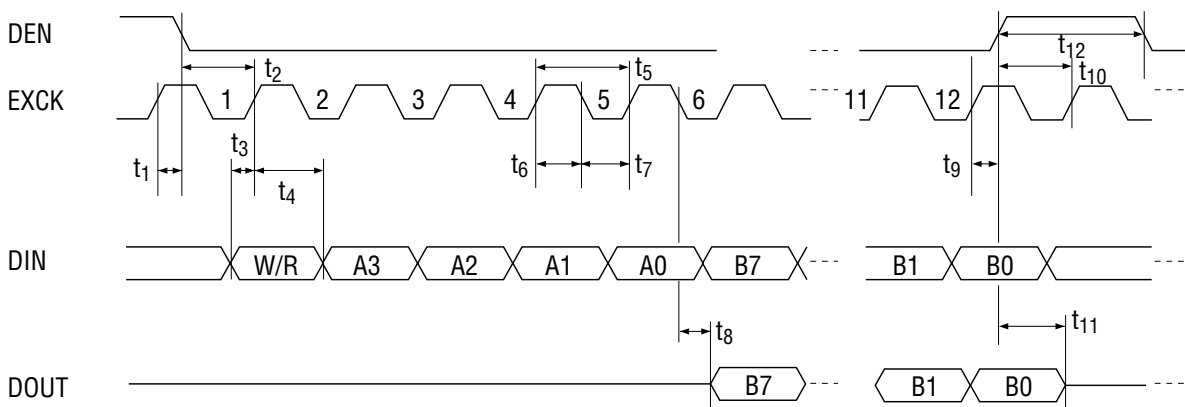 DEN
t12
t2
t5
t10
EXCK
1 2 3 4 5 6 11 12
t3
t1
t6 t7
t9
t4
DIN
W/R A3 A2 A1 A0 B7 B1 B0
t8
t11
DOUT
B7 B1 B0